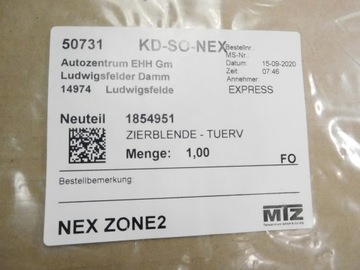 50731 KD-SO-NEX Bestellnr.
MS-Nr.
Autozentrum EHH Gm Datum: 15-09-2020
Ludwigsfelder Damm Zeit 07:46
14974 Ludwigsfelde Annehmer:
EXPRESS
Neuteil 1854951
ZIERBLENDE - TUERV
Menge: 1,00
FO
Bestellbemerkung:
NEX ZONE2
MTZ